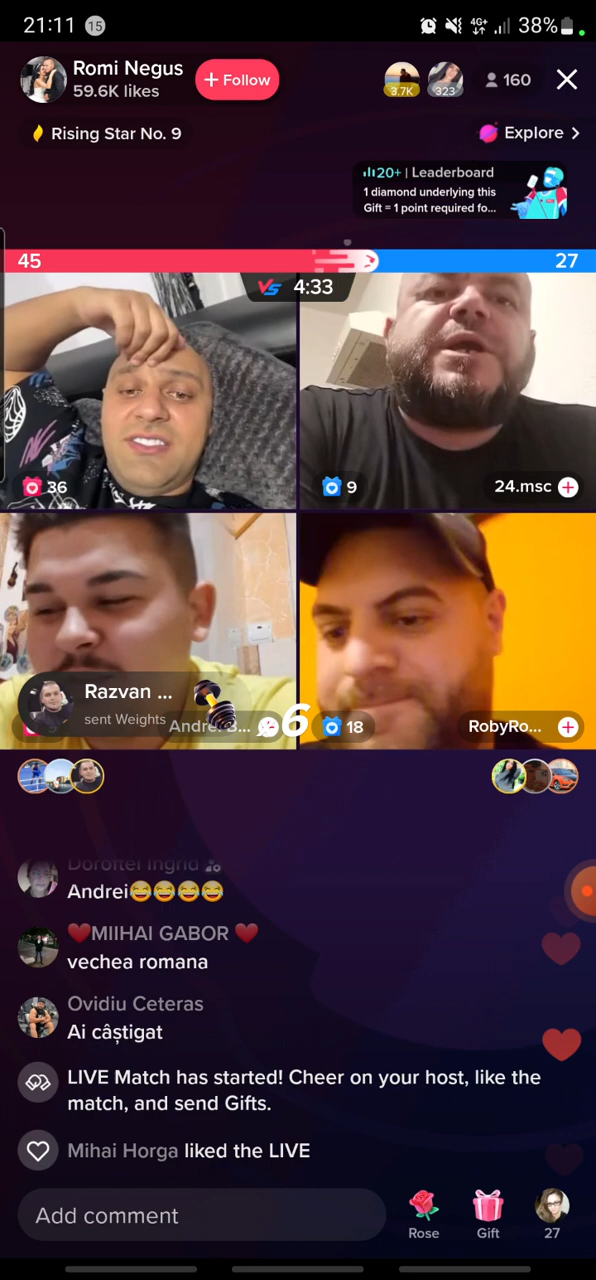 21:11 15 4G+ 38%
Romi Negus
59.6K likes
+ Follow
3.7K 323 160
Rising Star No. 9
Explore >
20+ | Leaderboard
1 diamond underlying this
Gift = 1 point required fo...
45 27
VS 4:33
36
9 24.msc
Razvan ...
sent Weights
6
18 RobyRo...
Doroftei Ingrid
Andrei😂😂😂😂
❤️MIIHAI GABOR ❤️
vechea romana
Ovidiu Ceteras
Ai câștigat
LIVE Match has started! Cheer on your host, like the
match, and send Gifts.
Mihai Horga liked the LIVE
Add comment
Rose Gift 27